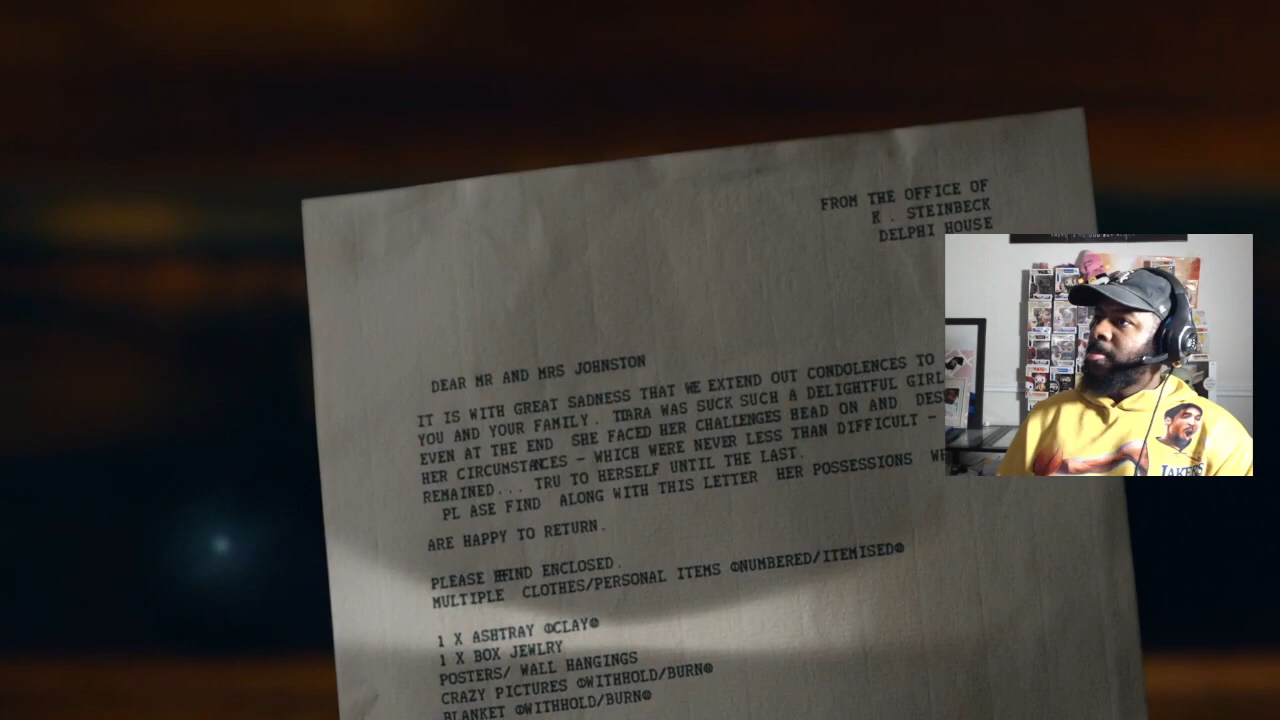 FROM THE OFFICE OF
K. STEINBECK
DELPHI HOUSE
DEAR MR AND MRS JOHNSTON
IT IS WITH GREAT SADNESS THAT WE EXTEND OUT CONDOLENCES TO
YOU AND YOUR FAMILY. TIARA WAS SUCK SUCH A DELIGHTFUL GIRL
EVEN AT THE END SHE FACED HER CHALLENGES HEAD ON AND DES
HER CIRCUMSTANCES - WHICH WERE NEVER LESS THAN DIFFICULT -
REMAINED... TRU TO HERSELF UNTIL THE LAST.
PL ASE FIND ALONG WITH THIS LETTER HER POSSESSIONS WE
ARE HAPPY TO RETURN.
PLEASE FIND ENCLOSED.
MULTIPLE CLOTHES/PERSONAL ITEMS (NUMBERED/ITEMISED)
1 X ASHTRAY (CLAY)
1 X BOX JEWLRY
POSTERS/ WALL HANGINGS
CRAZY PICTURES (WITHHOLD/BURN)
BLANKET (WITHHOLD/BURN)
LAKERS